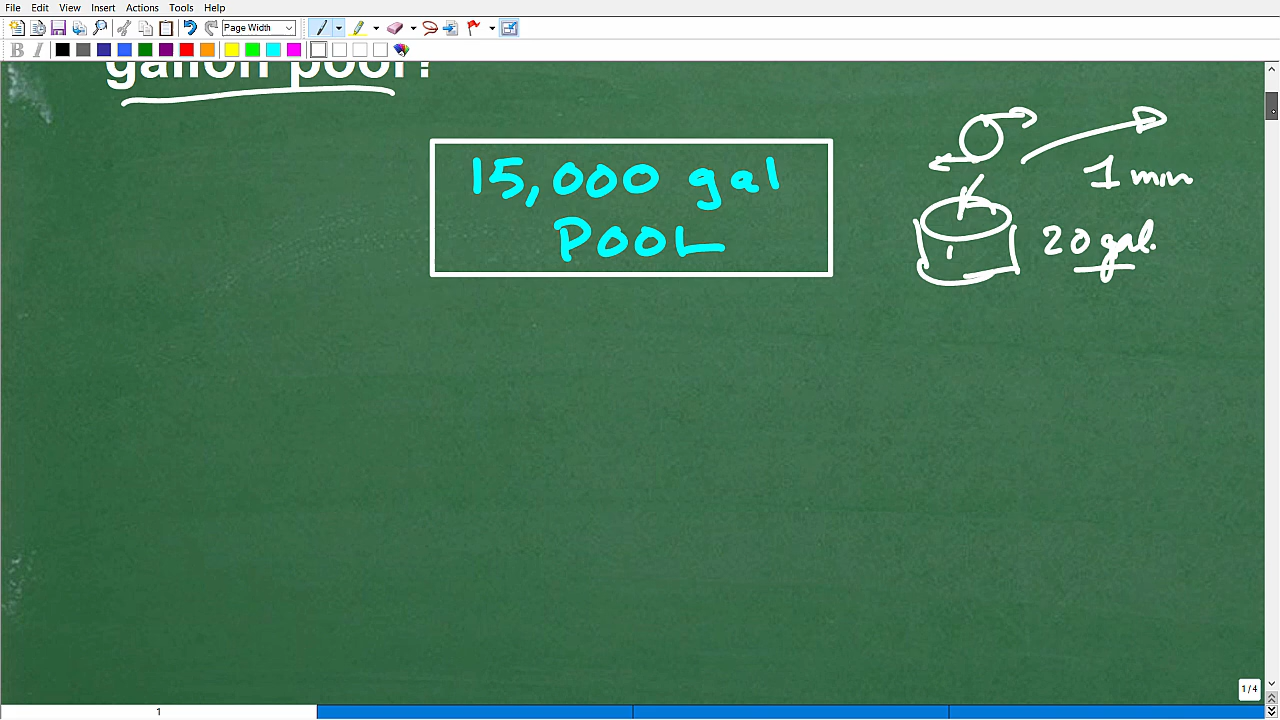 File Edit View Insert Actions Tools Help
Page Width
B I
gallon pool?
15,000 gal
POOL
1 min
20 gal.
1/4
1